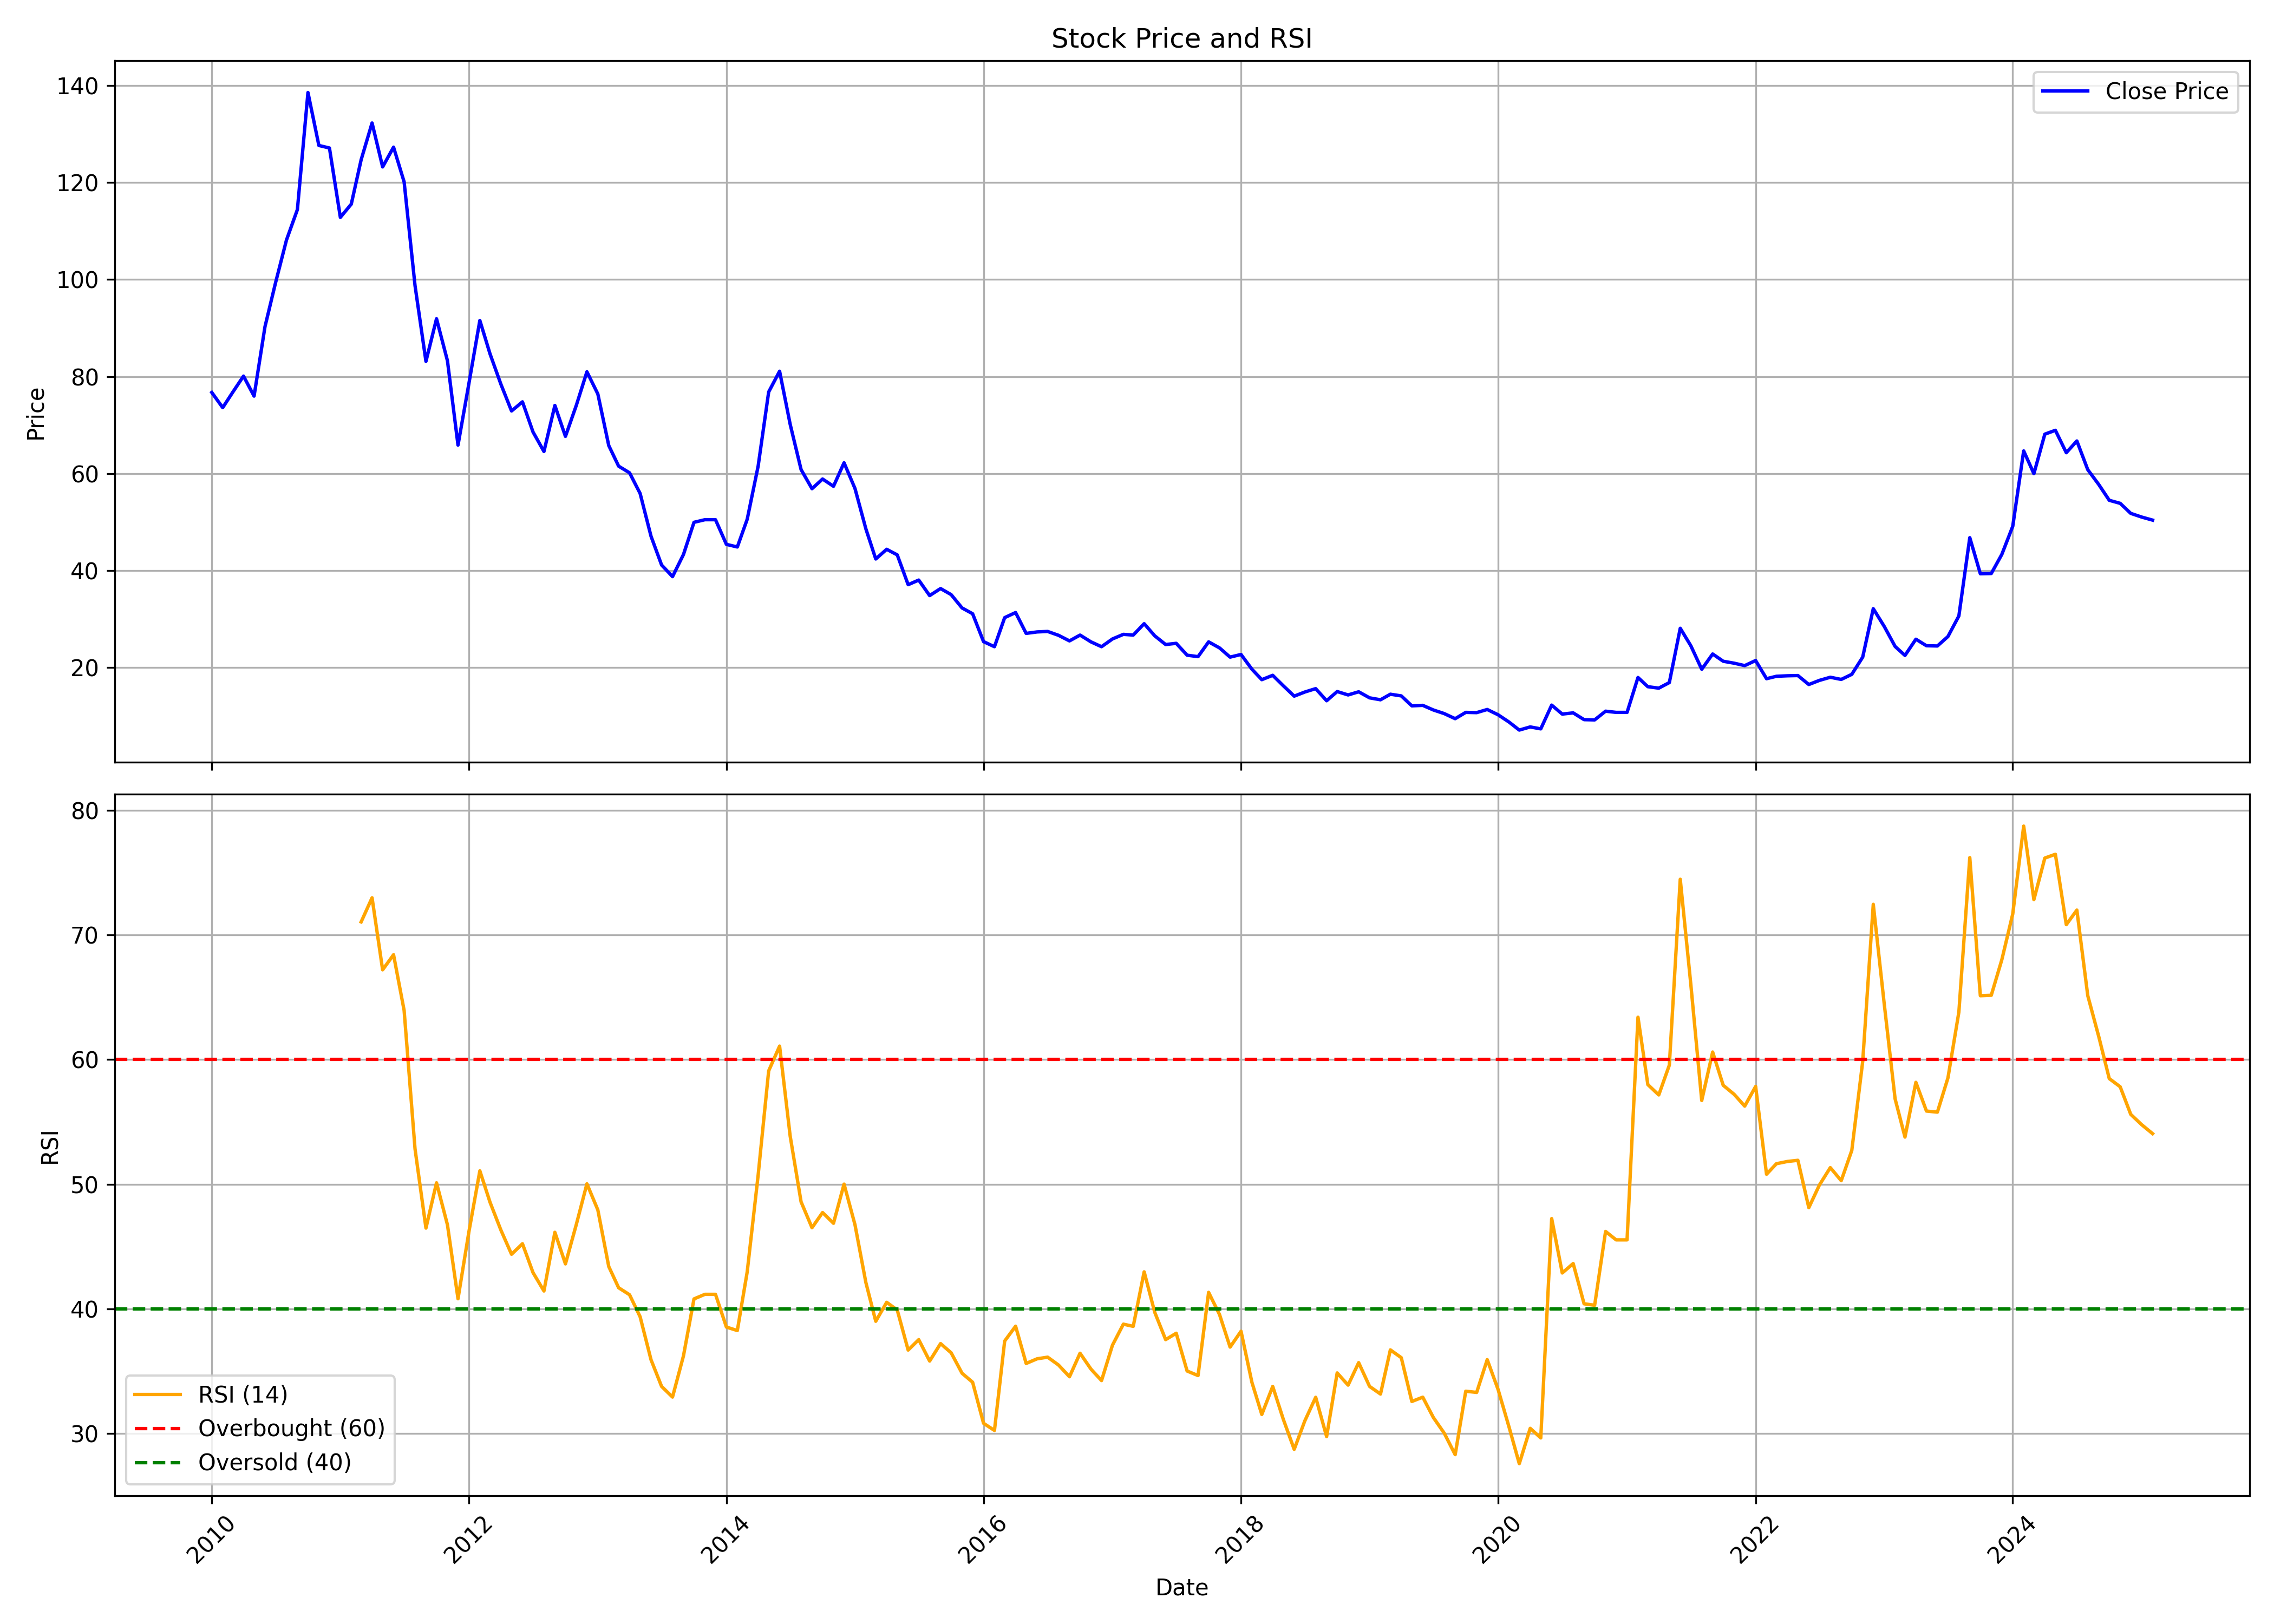 Stock Price and RSI
Close Price
Price
140
120
100
80
60
40
20
RSI
80
70
60
50
40
30
RSI (14)
Overbought (60)
Oversold (40)
2010
2012
2014
2016
2018
2020
2022
2024
Date